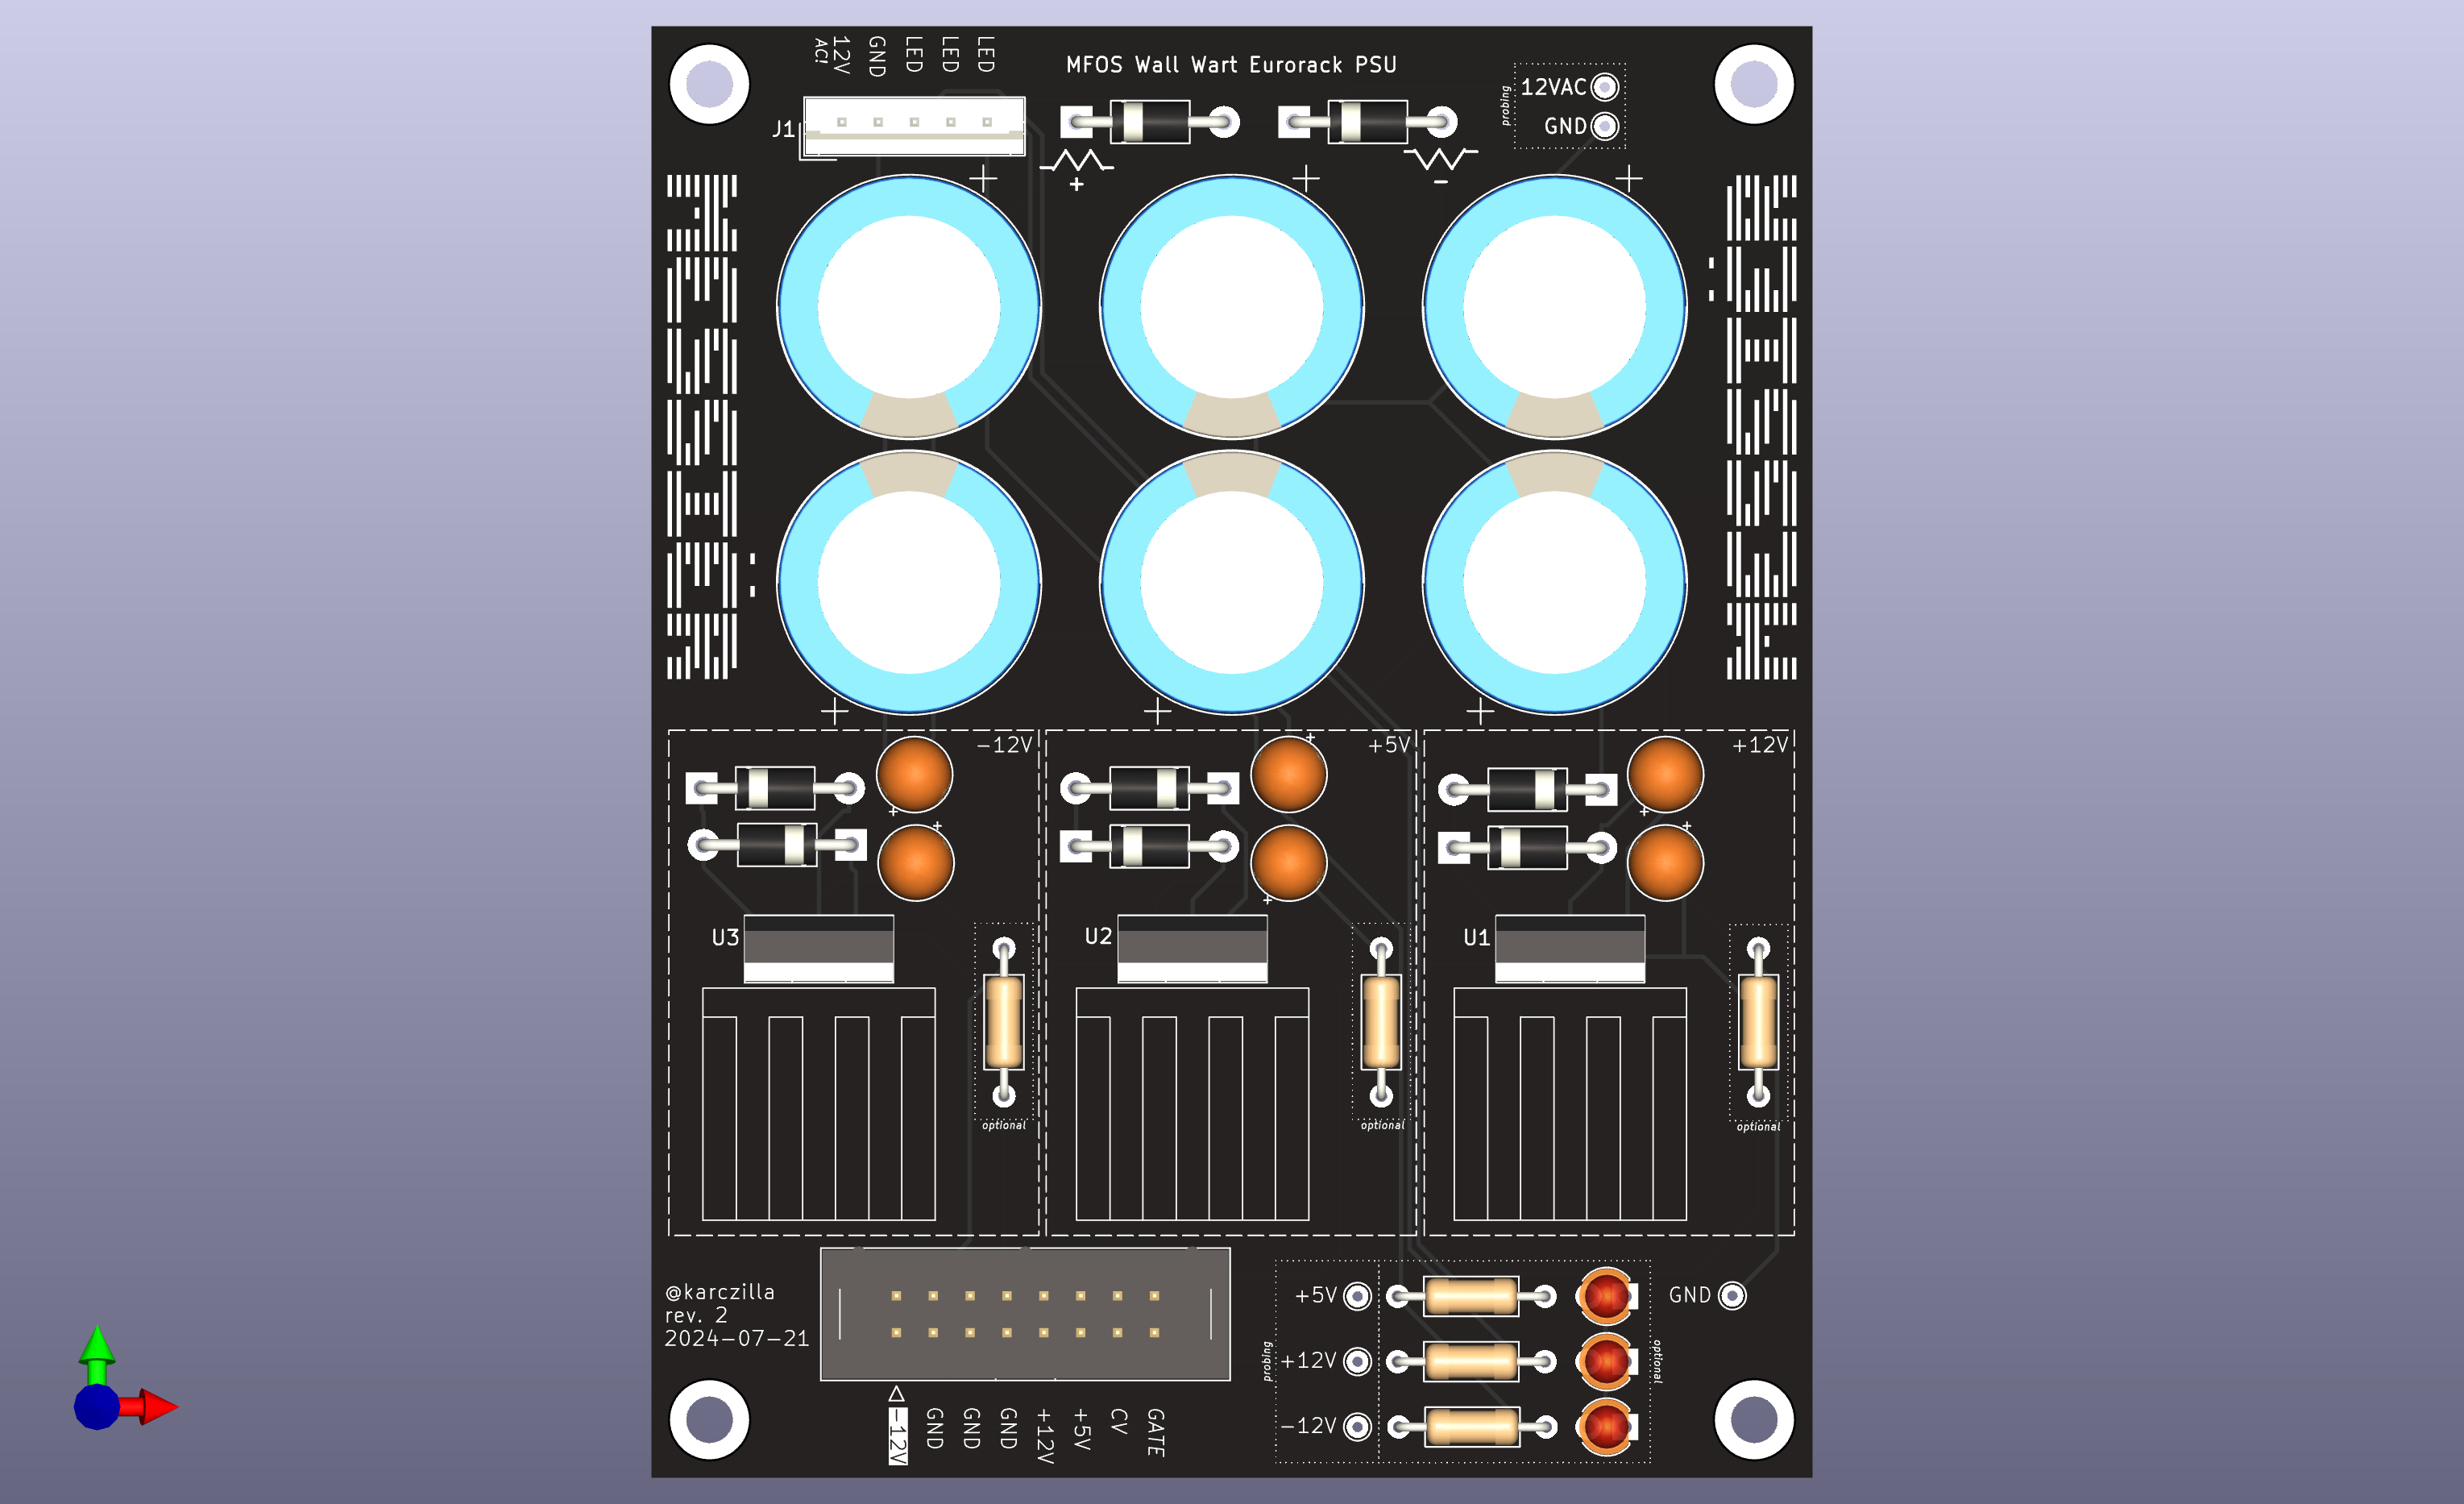 12V AC!
GND
LED
LED
LED
MFOS Wall Wart Eurorack PSU
probing
12VAC
GND
J1
+
-
-12V
+5V
+12V
U3
U2
U1
optional
optional
optional
@karczilla
rev. 2
2024-07-21
-12V
GND
GND
GND
+12V
+5V
CV
GATE
probing
+5V
+12V
-12V
optional
GND